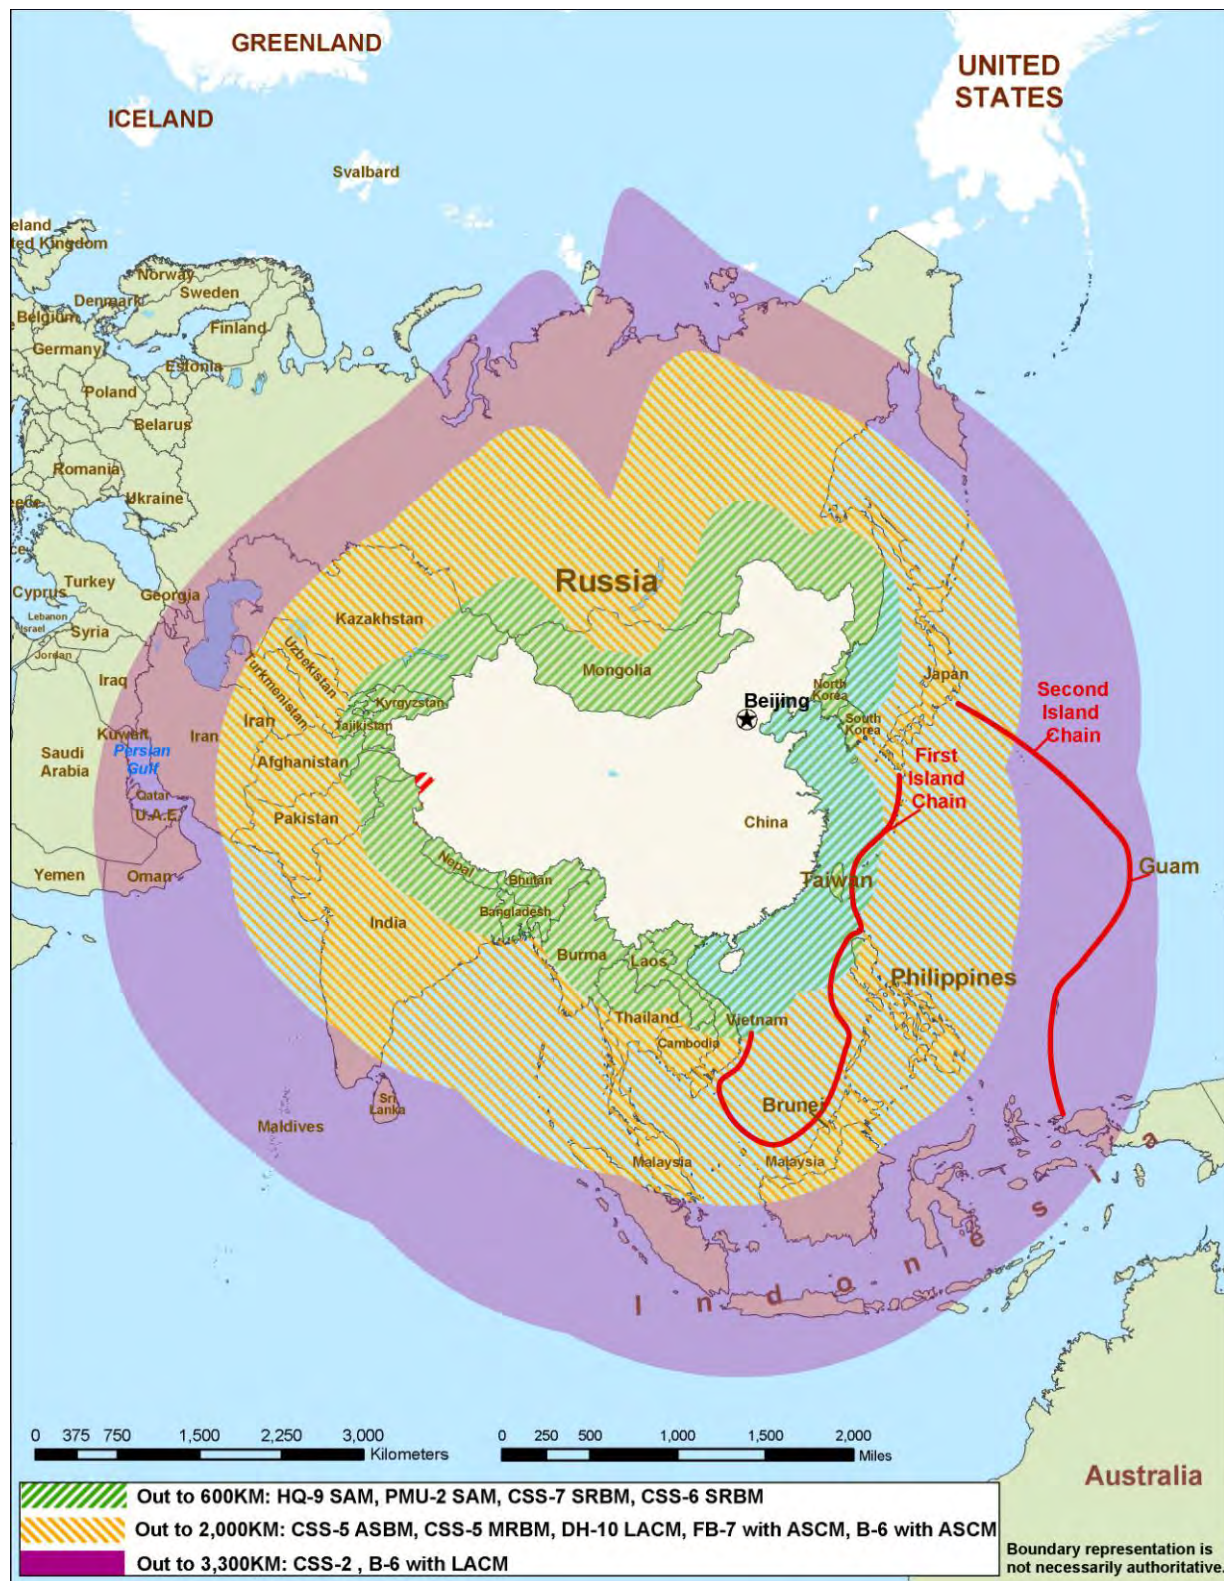 GREENLAND
UNITED
STATES
ICELAND
Svalbard
eland
ted Kingdom
Norway
Sweden
Denmark
Belgium
Finland
Germany
Estonia
Poland
Belarus
Romania
Ukraine
eece
ce
Russia
Turkey
Georgia
Cyprus
Lebanon
Israel
Syria
Kazakhstan
Jordan
Uzbekistan
Turkmenistan
Mongolia
Iraq
North
Korea
Japan
Second
Island
Chain
Kyrgyzstan
Beijing
Iran
Tajikistan
South
Korea
Kuwait
Iran
Persian
Gulf
Saudi
Arabia
Afghanistan
First
Island
Chain
Qatar
U.A.E.
Pakistan
China
Nepal
Bhutan
Taiwan
Guam
Yemen
Oman
Bangladesh
India
Burma
Laos
Philippines
Thailand
Vietnam
Cambodia
Sri
Lanka
Brunei
Maldives
Malaysia
Malaysia
Indonesia
0 375 750 1,500 2,250 3,000
Kilometers
0 250 500 1,000 1,500 2,000
Miles
Australia
Out to 600KM: HQ-9 SAM, PMU-2 SAM, CSS-7 SRBM, CSS-6 SRBM
Out to 2,000KM: CSS-5 ASBM, CSS-5 MRBM, DH-10 LACM, FB-7 with ASCM, B-6 with ASCM
Out to 3,300KM: CSS-2 , B-6 with LACM
Boundary representation is
not necessarily authoritative.